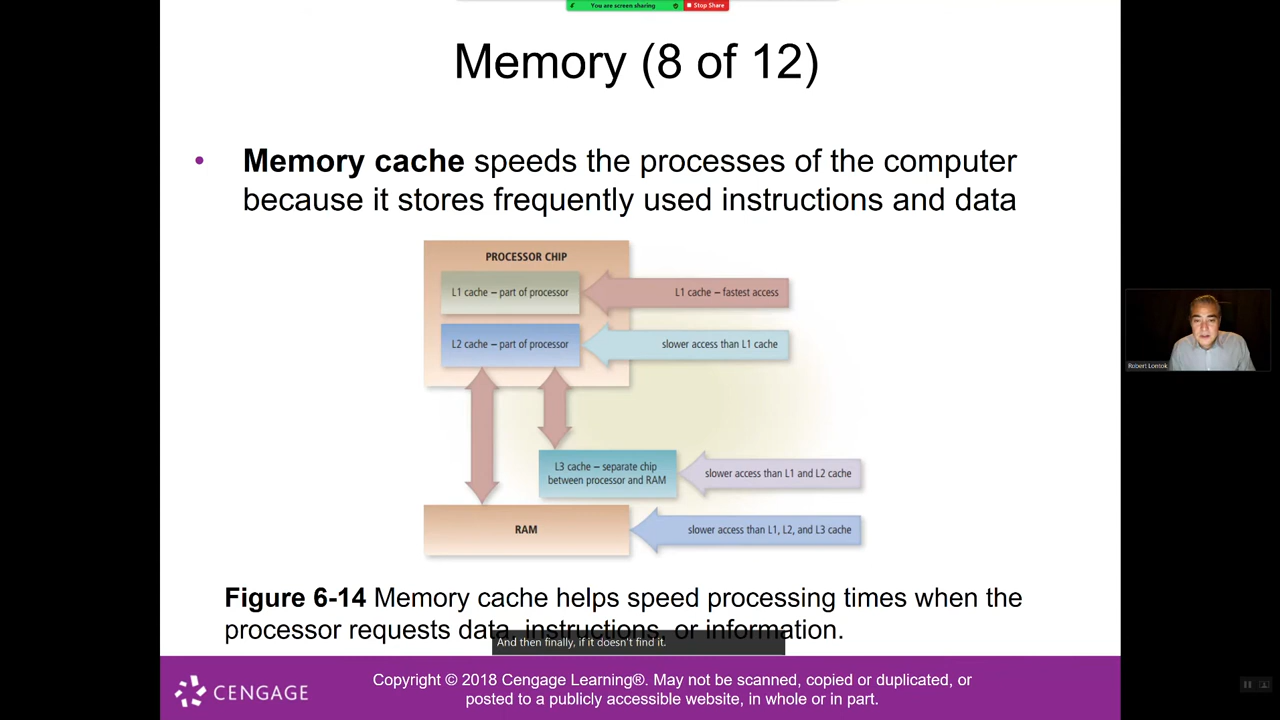 You are screen sharing
Stop Share
Memory (8 of 12)
• Memory cache speeds the processes of the computer
because it stores frequently used instructions and data
PROCESSOR CHIP
L1 cache – part of processor
L1 cache – fastest access
L2 cache – part of processor
slower access than L1 cache
L3 cache – separate chip
between processor and RAM
slower access than L1 and L2 cache
RAM
slower access than L1, L2, and L3 cache
Robert Lontok
Figure 6-14 Memory cache helps speed processing times when the
processor requests data, instructions, or information.
And then finally, if it doesn't find it.
CENGAGE
Copyright © 2018 Cengage Learning®. May not be scanned, copied or duplicated, or
posted to a publicly accessible website, in whole or in part.